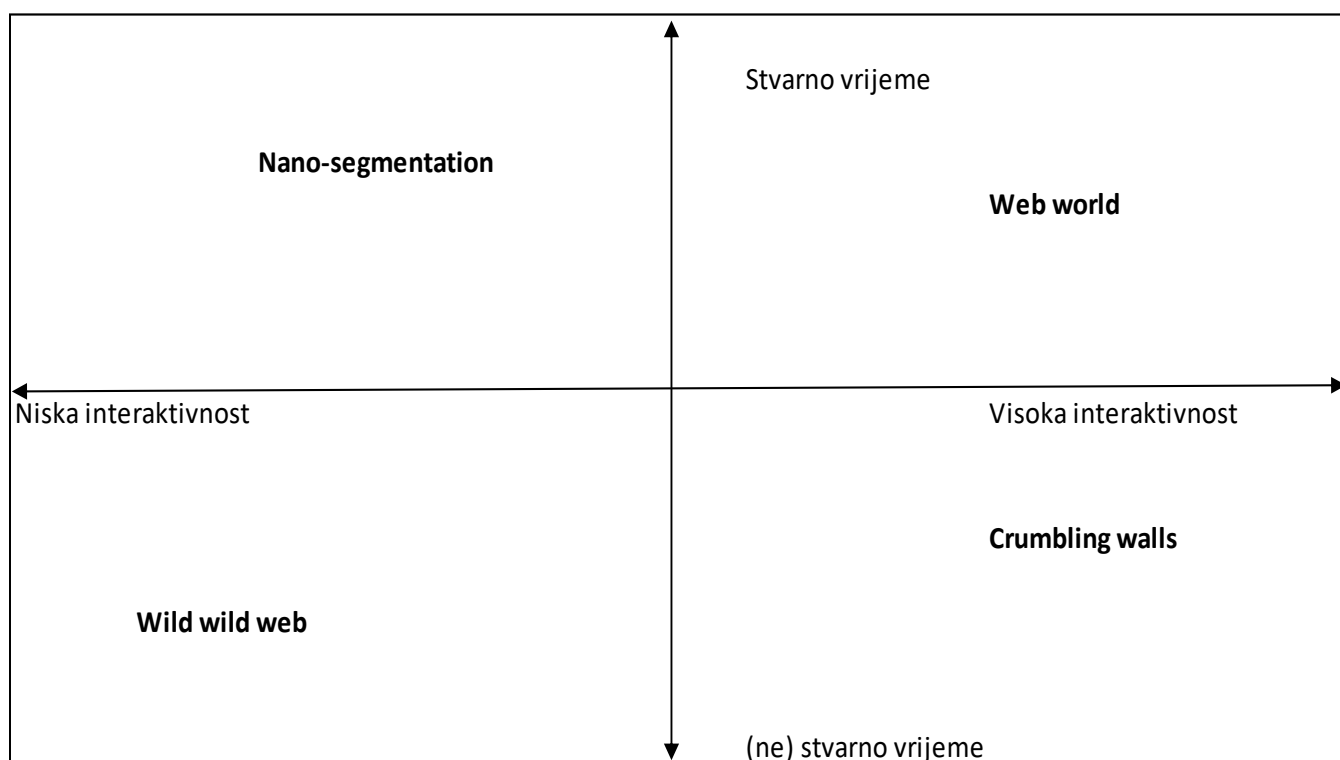 Stvarno vrijeme
Nano-segmentation
Web world
Niska interaktivnost
Visoka interaktivnost
Crumbling walls
Wild wild web
(ne) stvarno vrijeme